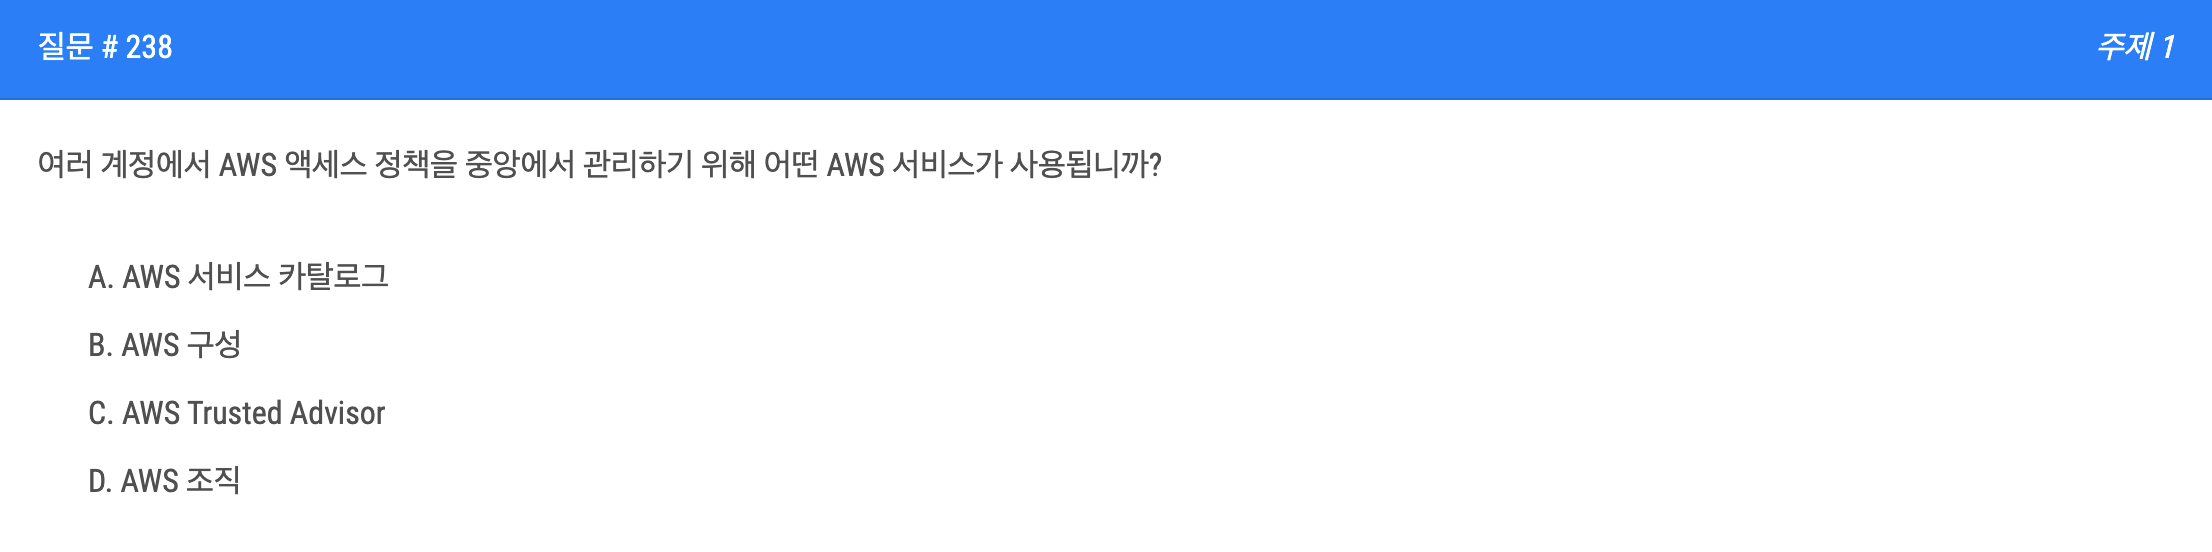 질문 # 238
주제 1
여러 계정에서 AWS 액세스 정책을 중앙에서 관리하기 위해 어떤 AWS 서비스가 사용됩니까?
A. AWS 서비스 카탈로그
B. AWS 구성
C. AWS Trusted Advisor
D. AWS 조직